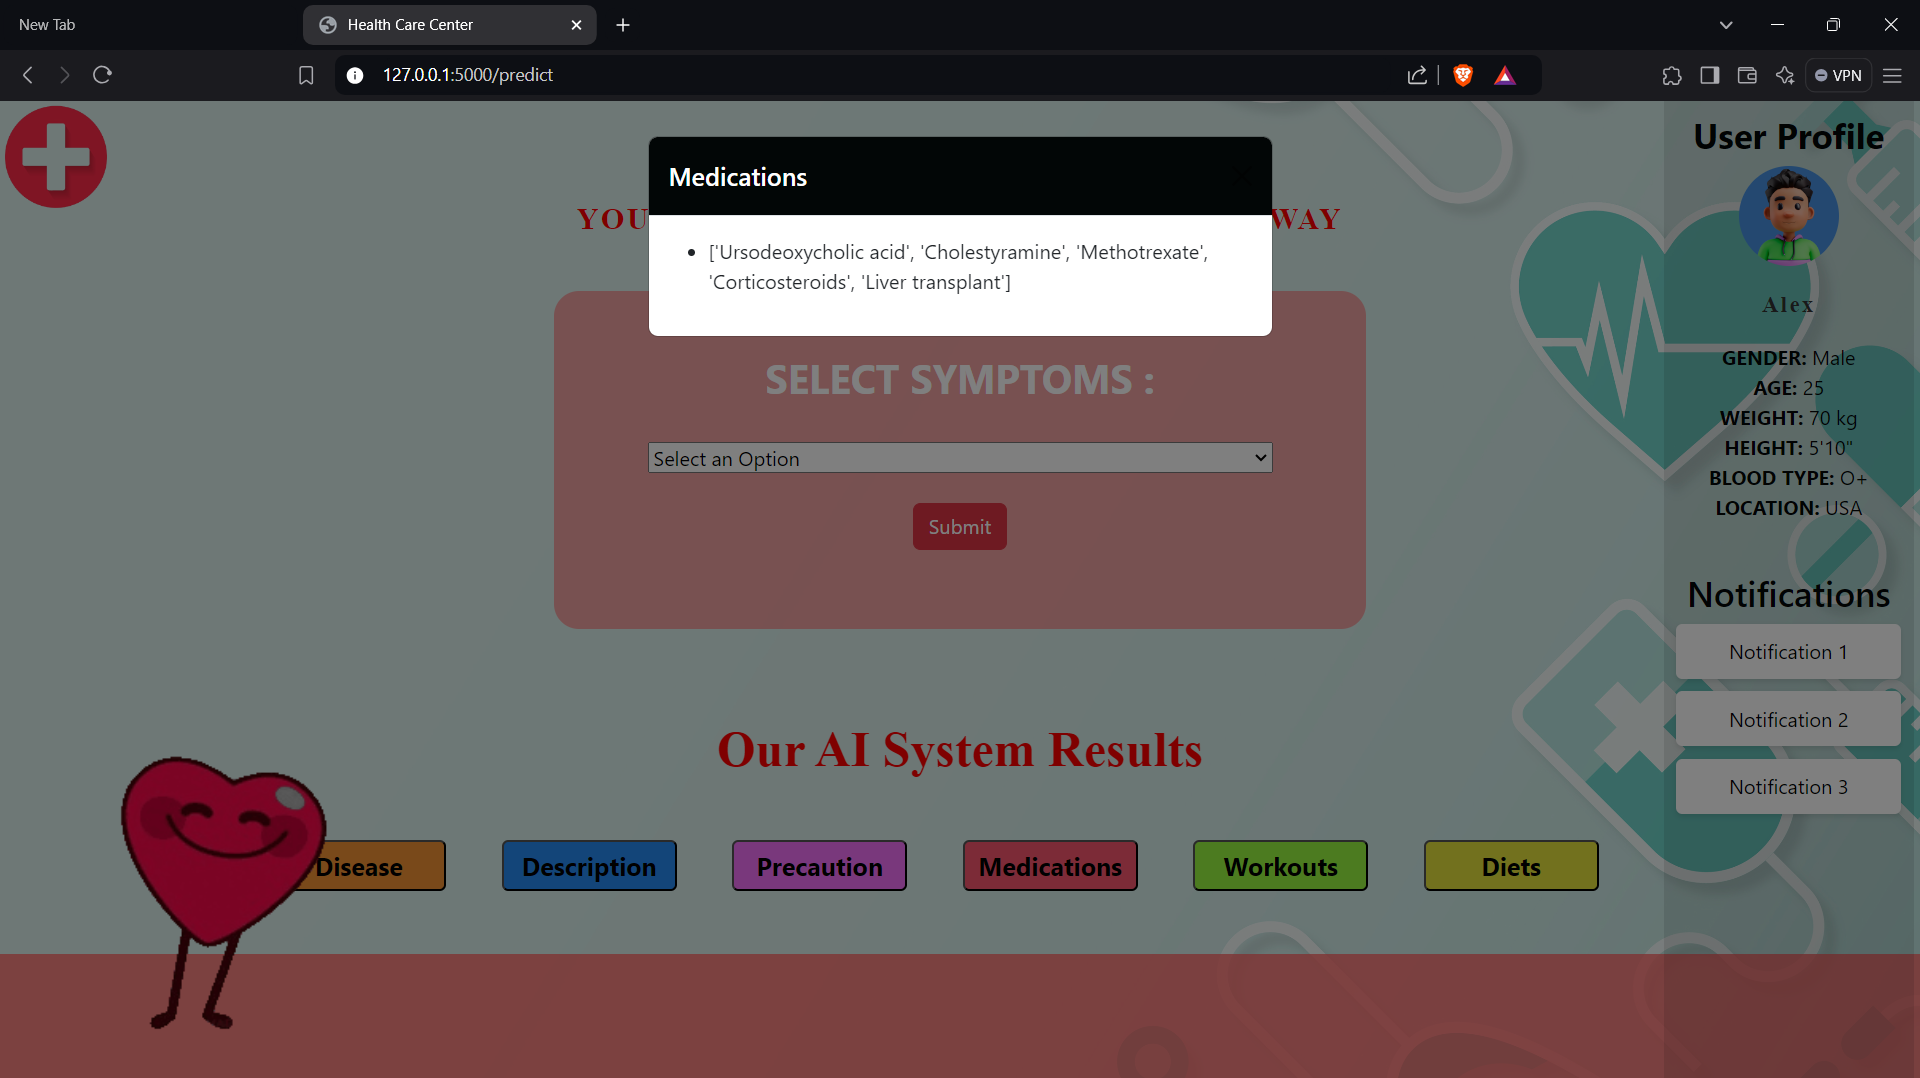 New Tab
Health Care Center
127.0.0.1:5000/predict
VPN
Medications
['Ursodeoxycholic acid', 'Cholestyramine', 'Methotrexate',
'Corticosteroids', 'Liver transplant']
YOU
WAY
SELECT SYMPTOMS :
Select an Option
Submit
Our AI System Results
Disease
Description
Precaution
Medications
Workouts
Diets
User Profile
Alex
GENDER: Male
AGE: 25
WEIGHT: 70 kg
HEIGHT: 5'10"
BLOOD TYPE: O+
LOCATION: USA
Notifications
Notification 1
Notification 2
Notification 3